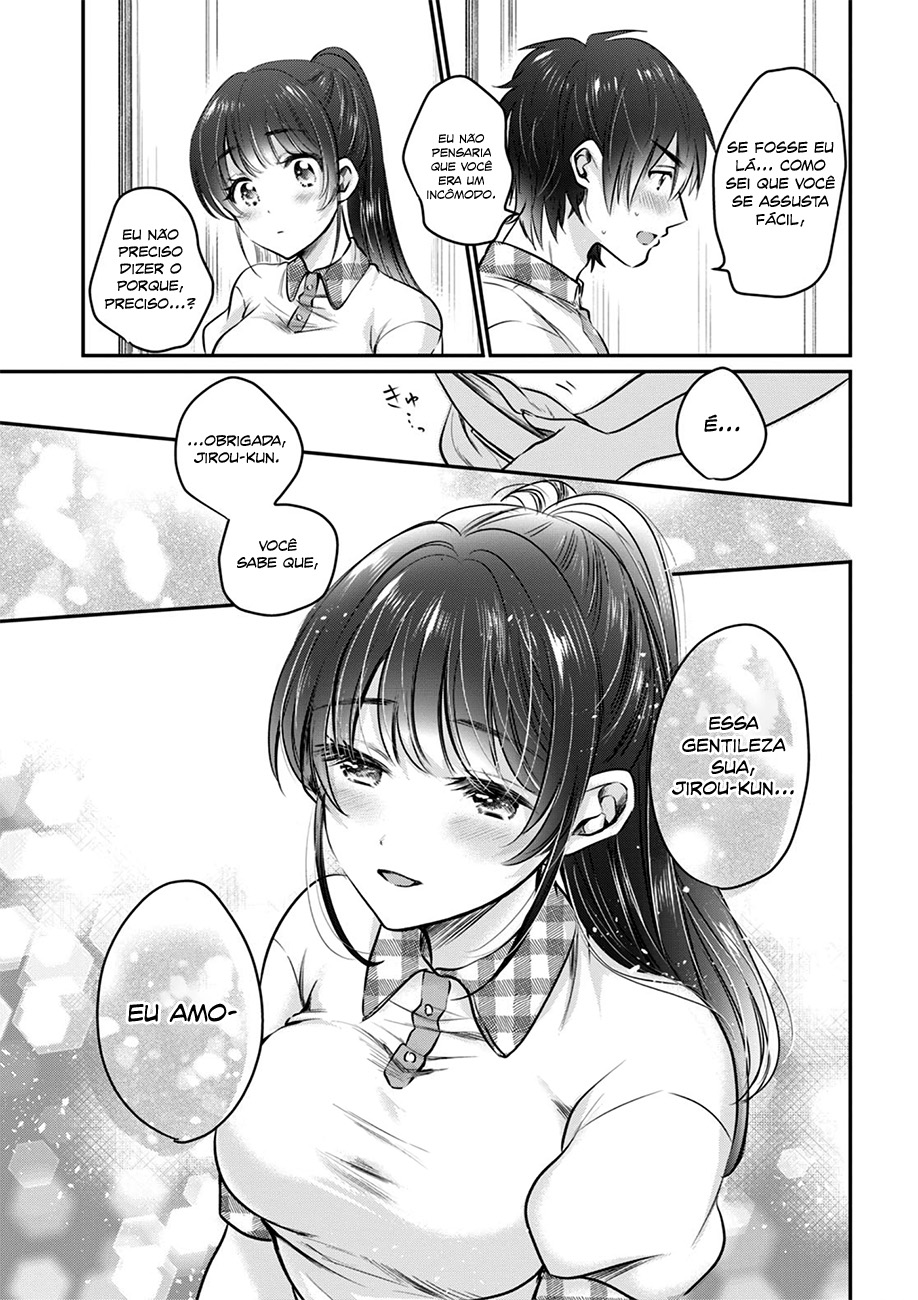 SE FOSSE EU
LÁ... COMO
SEI QUE VOCÊ
SE ASSUSTA
FÁCIL,
EU NÃO
PENSARIA
QUE VOCÊ
ERA UM
INCÔMODO.
EU NÃO
PRECISO
DIZER O
PORQUE,
PRECISO...?
É...
きゅ…
...OBRIGADA,
JIROU-KUN.
VOCÊ
SABE QUE,
ESSA
GENTILEZA
SUA,
JIROU-KUN...
EU AMO-